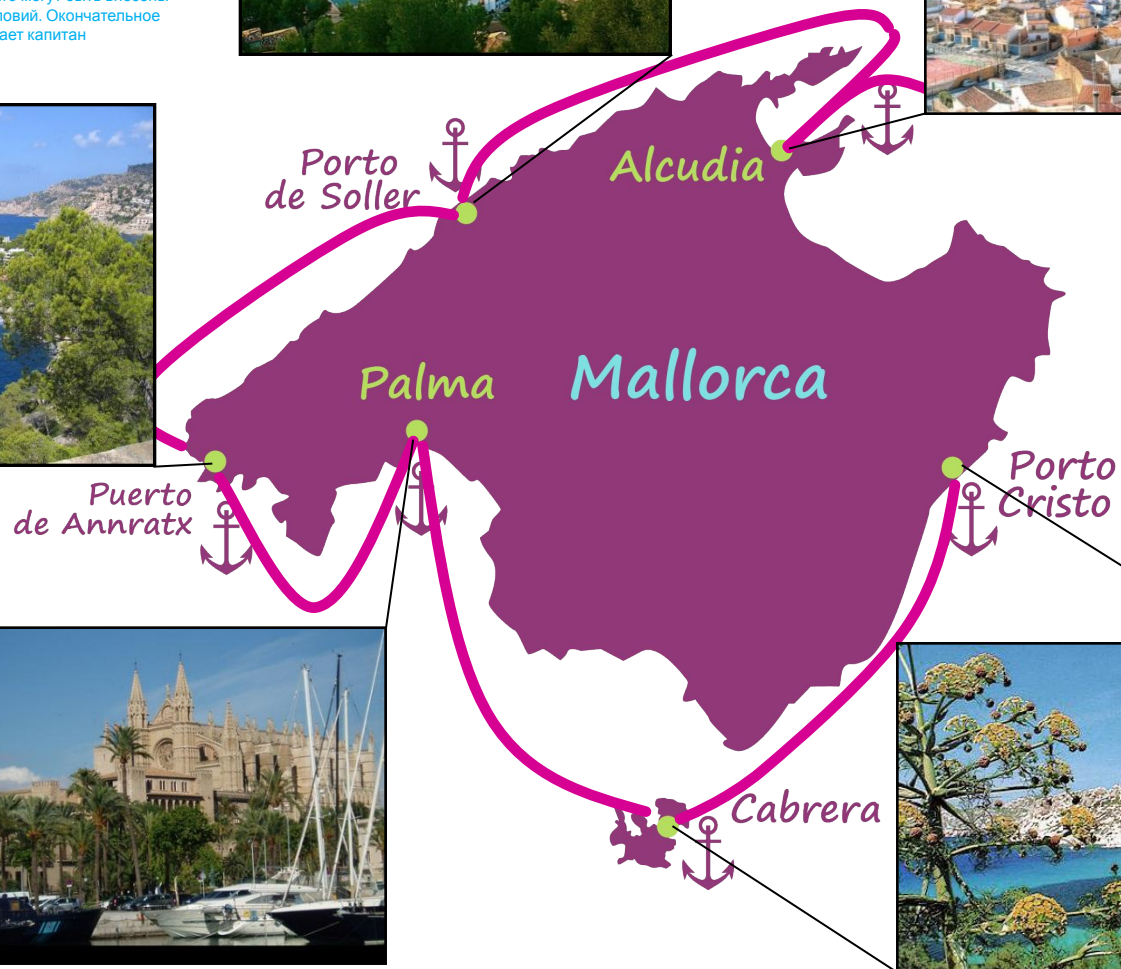 ловий. Окончательное
ает капитан
Porto
de Soller
Alcudia
Palma
Mallorca
Puerto
de Annratx
Porto
Cristo
Cabrera